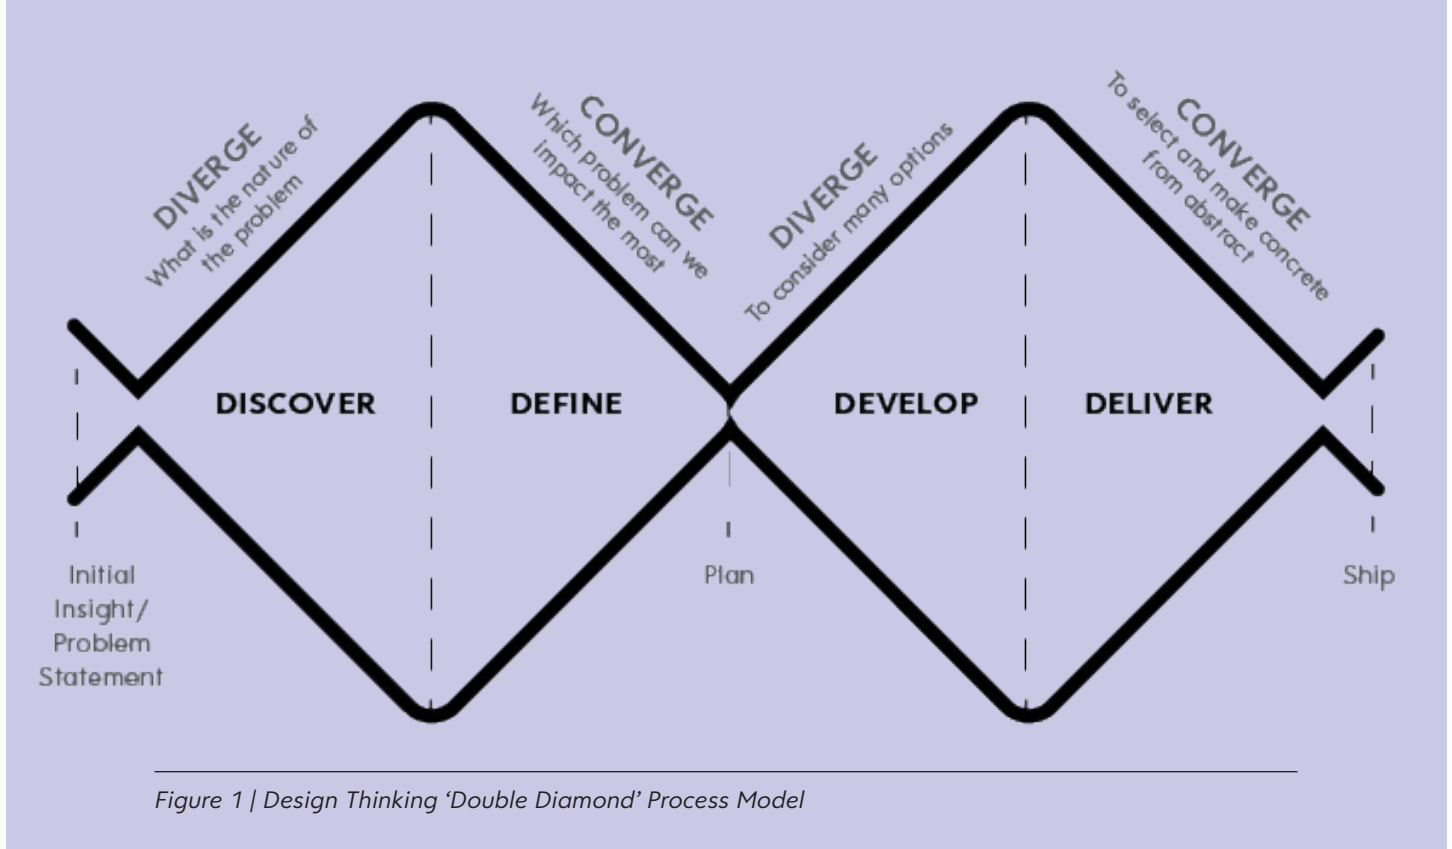 DIVERGE
What is the nature of
the problem
CONVERGE
Which problem can we
impact the most
DIVERGE
To consider many options
CONVERGE
To select and make concrete
from abstract
DISCOVER
DEFINE
DEVELOP
DELIVER
Initial
Insight/
Problem
Statement
Plan
Ship
Figure 1 | Design Thinking ‘Double Diamond’ Process Model